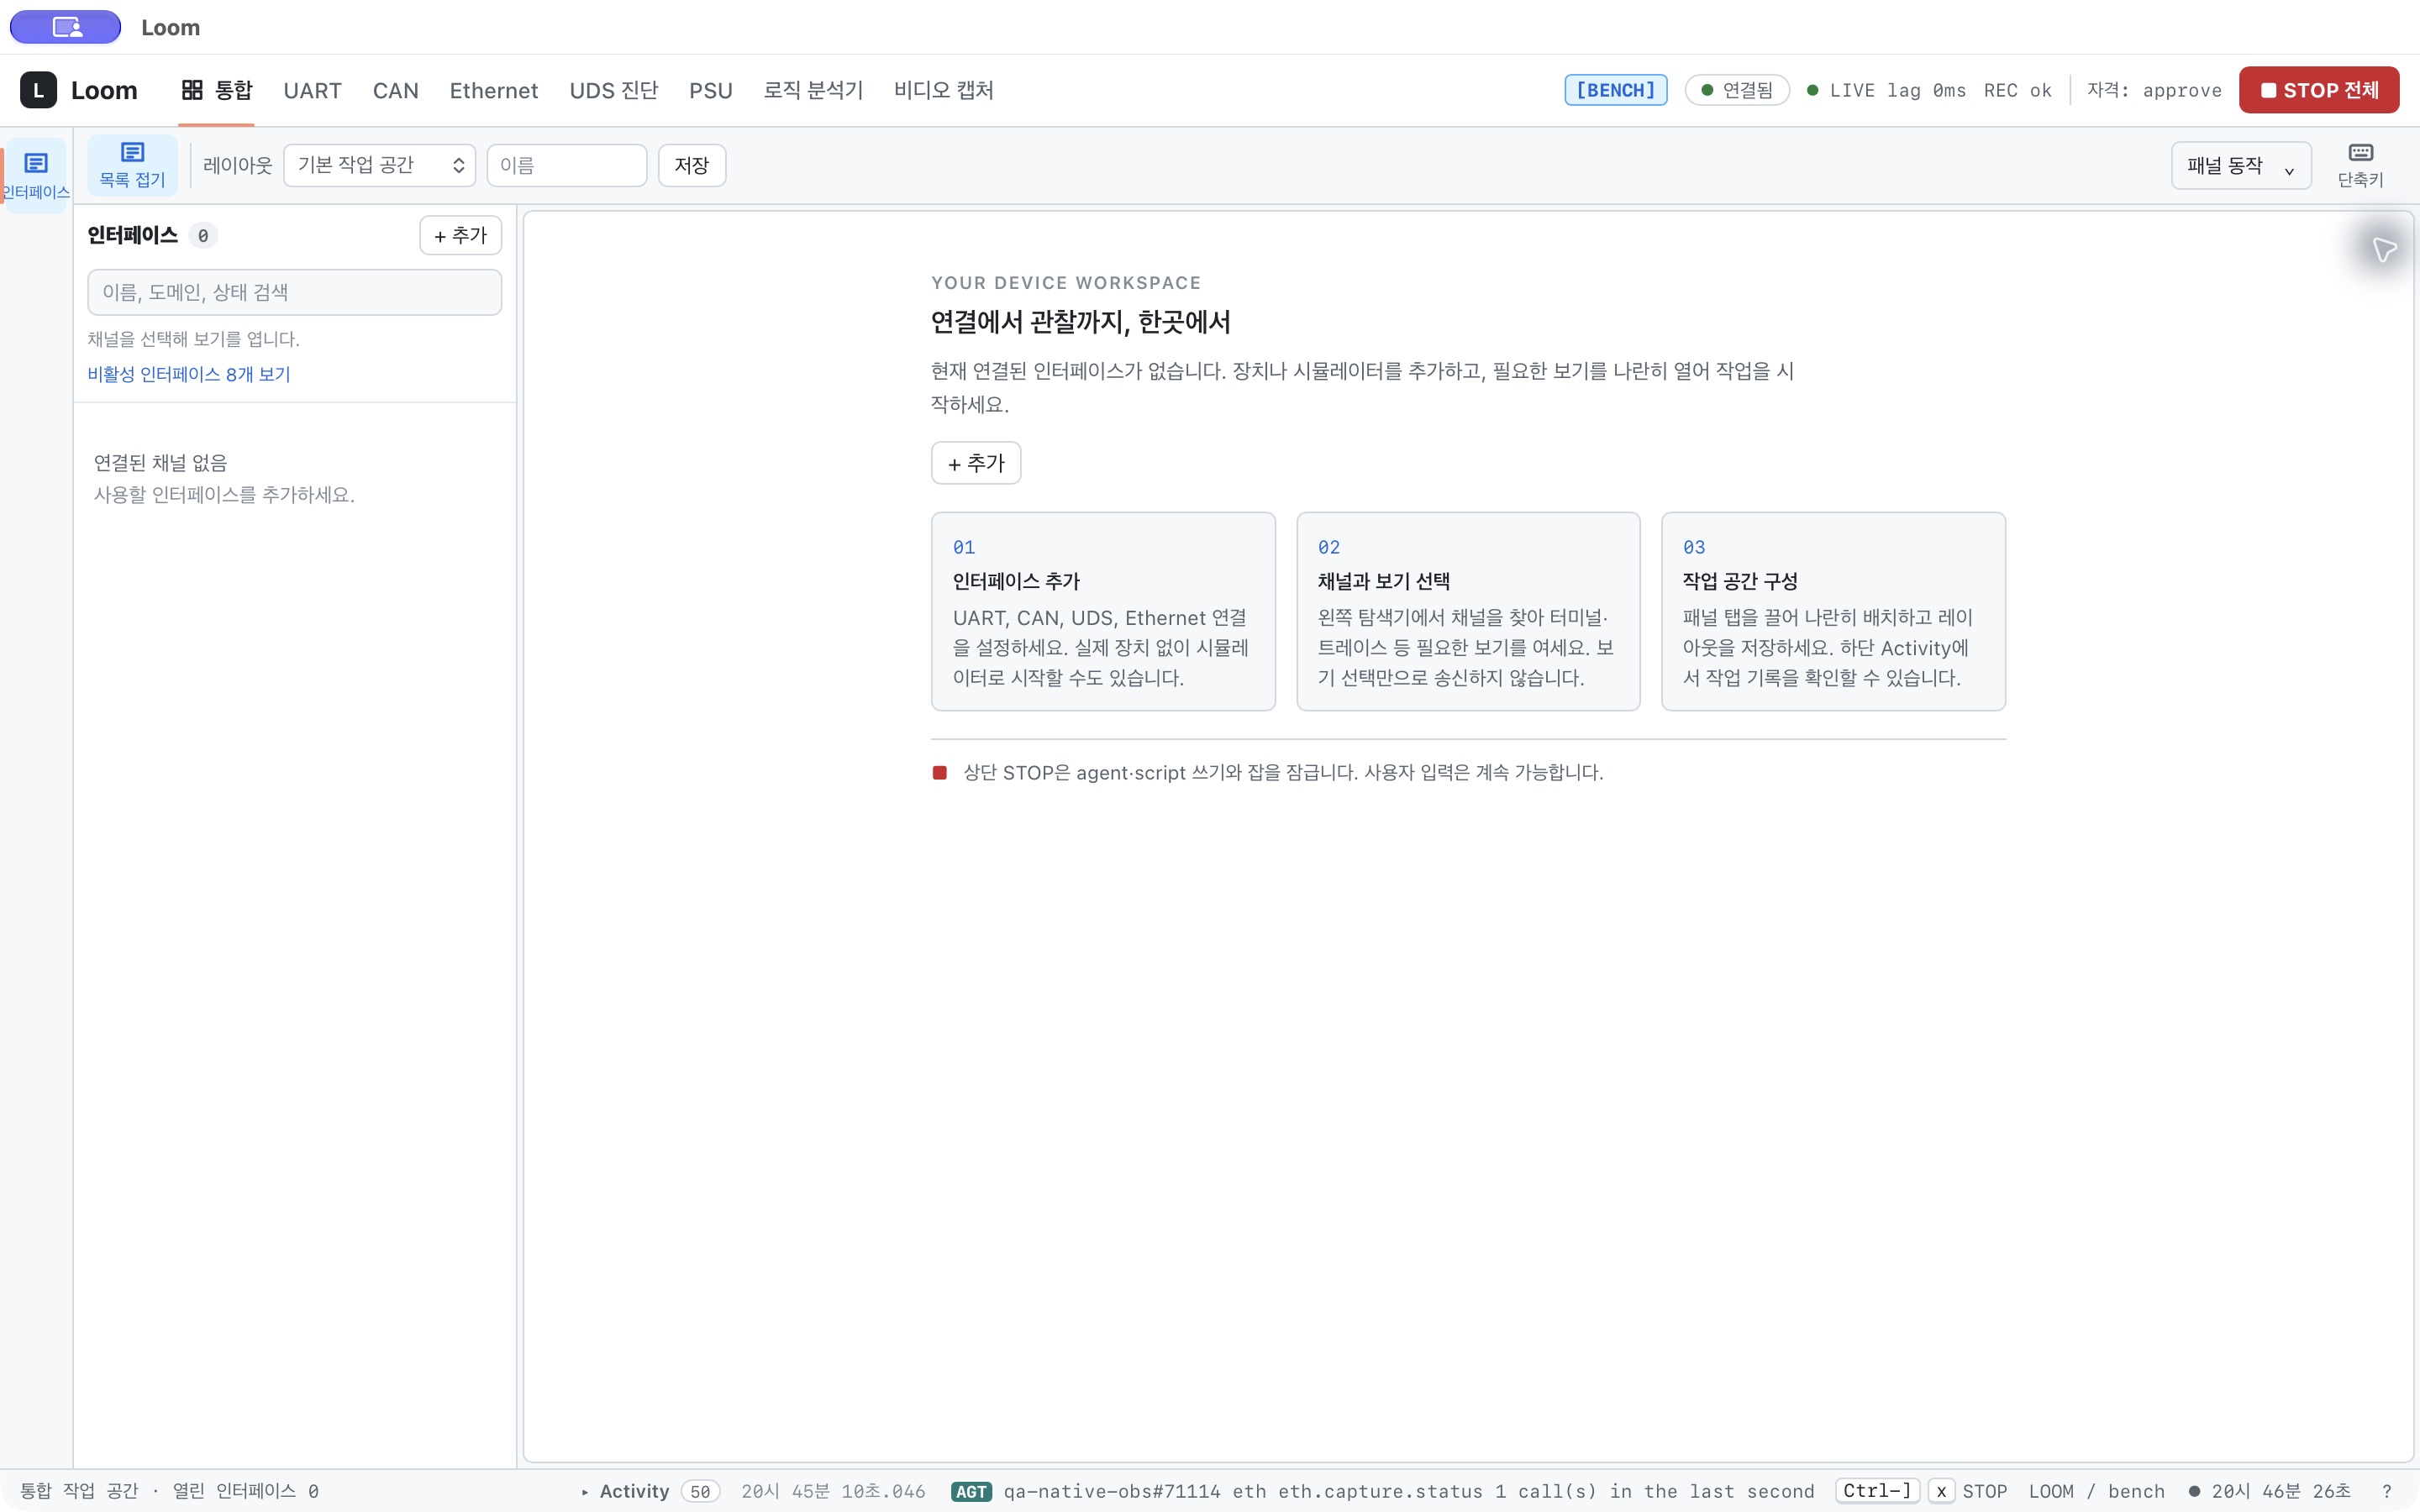 Loom
L Loom 통합 UART CAN Ethernet UDS 진단 PSU 로직 분석기 비디오 캡처 [BENCH] 연결됨 LIVE lag 0ms REC ok 자격: approve STOP 전체
인터페이스
목록 접기 레이아웃 기본 작업 공간 이름 저장 패널 동작 단축키
인터페이스 0 + 추가
이름, 도메인, 상태 검색
채널을 선택해 보기를 엽니다.
비활성 인터페이스 8개 보기
연결된 채널 없음
사용할 인터페이스를 추가하세요.
YOUR DEVICE WORKSPACE
연결에서 관찰까지, 한곳에서
현재 연결된 인터페이스가 없습니다. 장치나 시뮬레이터를 추가하고, 필요한 보기를 나란히 열어 작업을 시
작하세요.
+ 추가
01
인터페이스 추가
UART, CAN, UDS, Ethernet 연결
을 설정하세요. 실제 장치 없이 시뮬레
이터로 시작할 수도 있습니다.
02
채널과 보기 선택
왼쪽 탐색기에서 채널을 찾아 터미널·
트레이스 등 필요한 보기를 여세요. 보
기 선택만으로 송신하지 않습니다.
03
작업 공간 구성
패널 탭을 끌어 나란히 배치하고 레이
아웃을 저장하세요. 하단 Activity에
서 작업 기록을 확인할 수 있습니다.
상단 STOP은 agent·script 쓰기와 잡을 잠급니다. 사용자 입력은 계속 가능합니다.
통합 작업 공간 · 열린 인터페이스 0 ▸ Activity 50 20시 45분 10초.046 AGT qa-native-obs#71114 eth eth.capture.status 1 call(s) in the last second Ctrl-] x STOP LOOM / bench 20시 46분 26초 ?